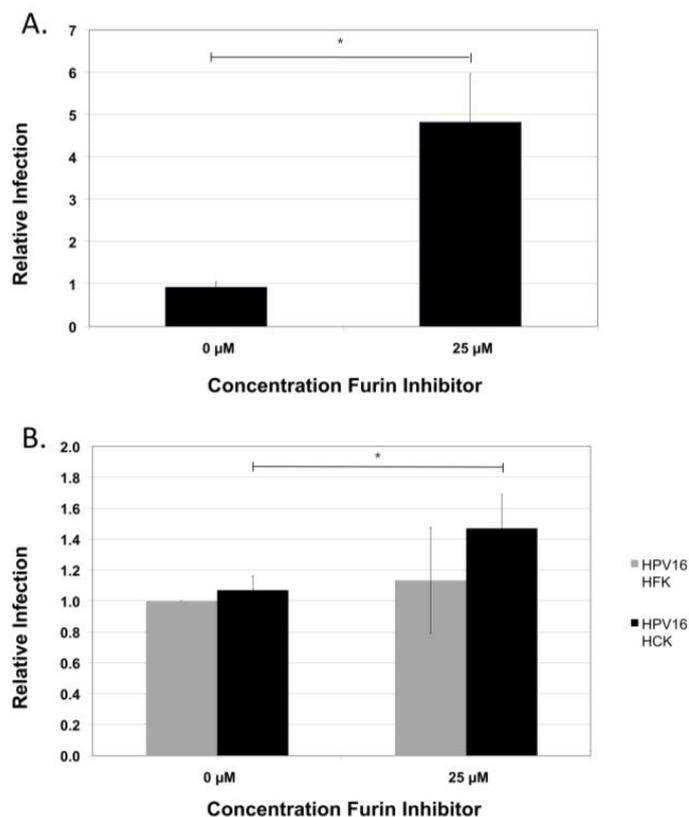 A.
7
*
6
5
4
3
2
1
0
Relative Infection
0 µM
25 µM
Concentration Furin Inhibitor
B.
2.0
*
1.8
1.6
1.4
1.2
1.0
0.8
0.6
0.4
0.2
0.0
Relative Infection
HPV16
HFK
HPV16
HCK
0 µM
25 µM
Concentration Furin Inhibitor